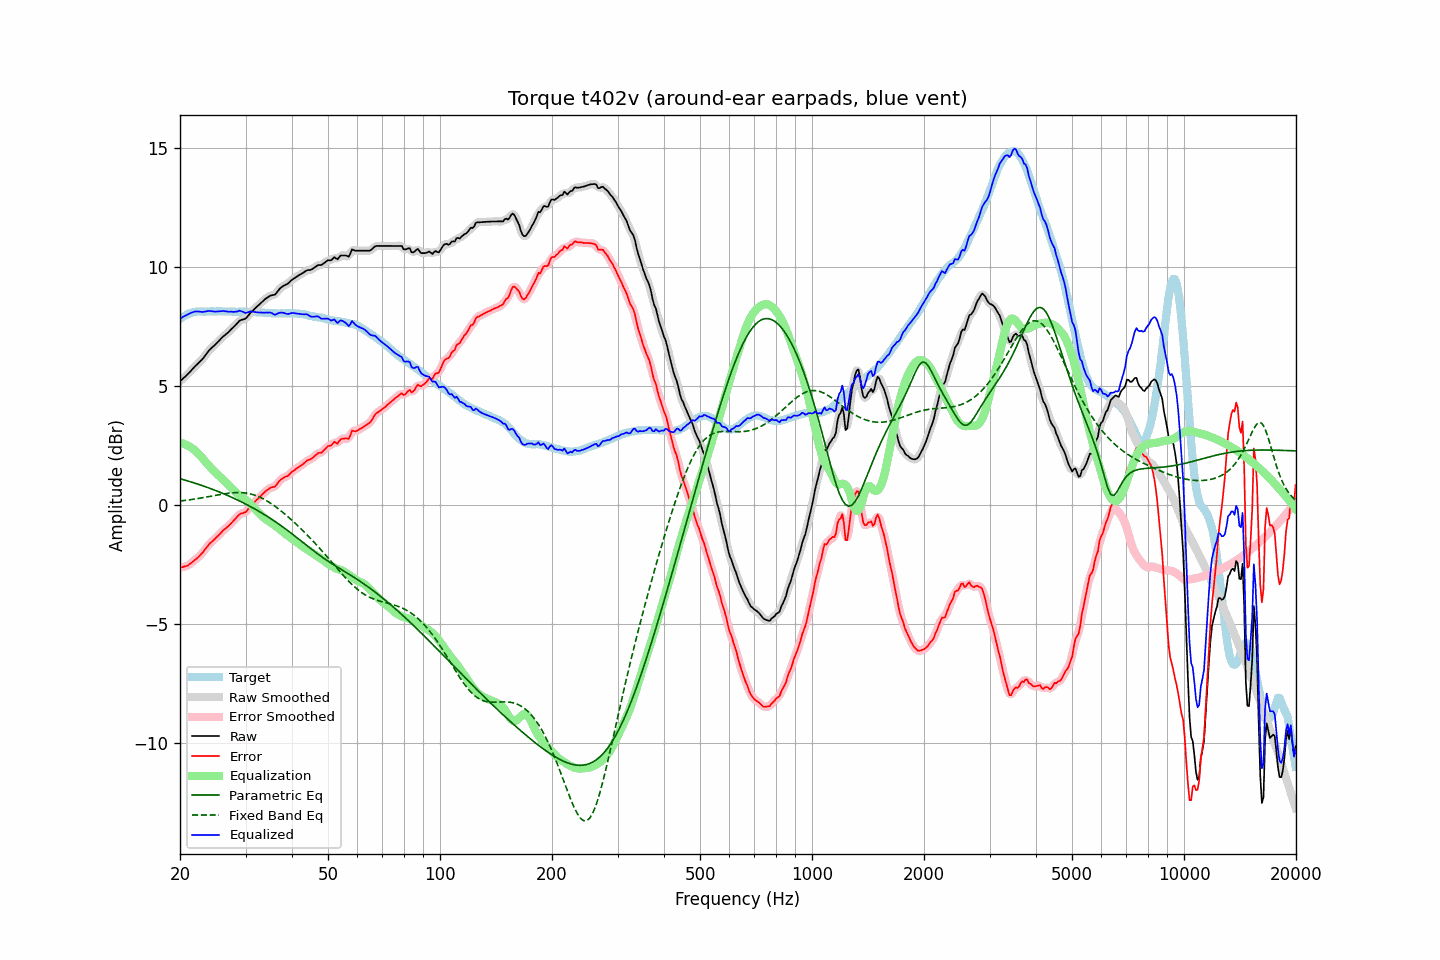 Torque t402v (around-ear earpads, blue vent)
15
10
5
0
−5
−10
Amplitude (dBr)
Target
Raw Smoothed
Error Smoothed
Raw
Error
Equalization
Parametric Eq
Fixed Band Eq
Equalized
20
50
100
200
500
1000
2000
5000
10000
20000
Frequency (Hz)